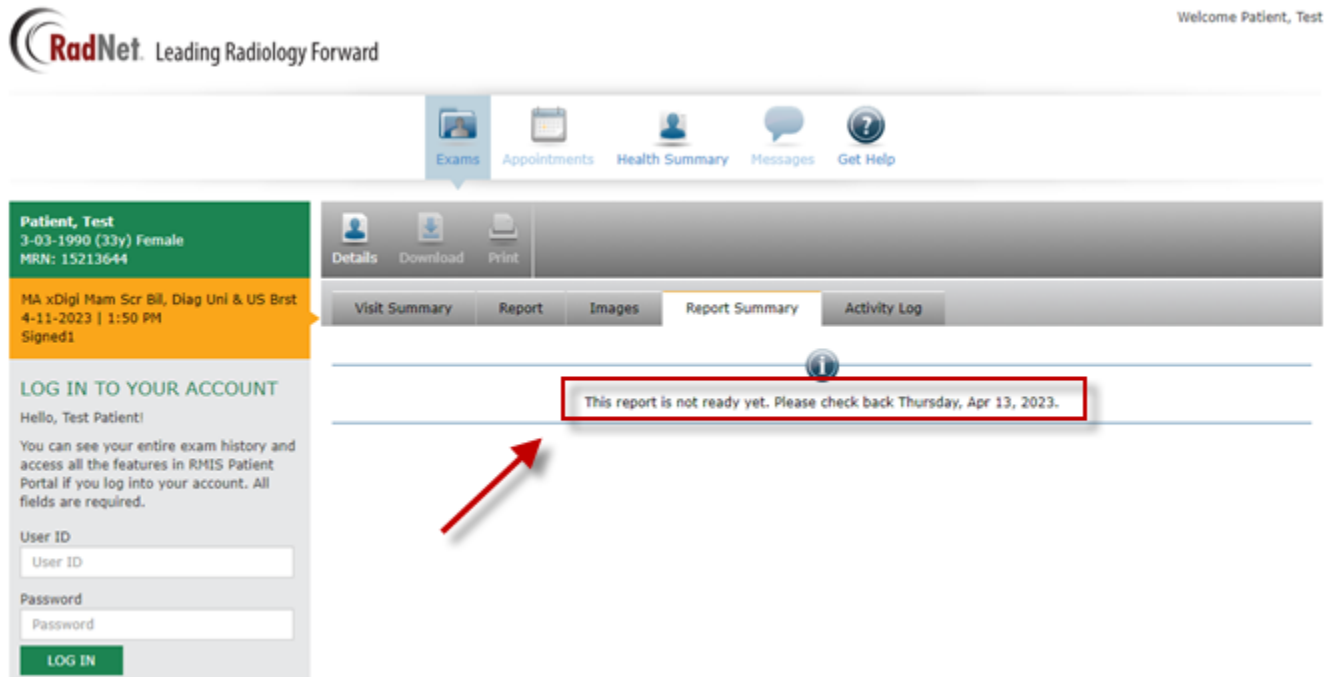 Welcome Patient, Test
RadNet. Leading Radiology Forward
Exams
Appointments
Health Summary
Messages
Get Help
Patient, Test
3-03-1990 (33y) Female
MRN: 15213644
Details
Download
Print
MA xDigi Mam Scr Bil, Diag Uni & US Brst
4-11-2023 | 1:50 PM
Signed1
Visit Summary
Report
Images
Report Summary
Activity Log
This report is not ready yet. Please check back Thursday, Apr 13, 2023.
LOG IN TO YOUR ACCOUNT
Hello, Test Patient!
You can see your entire exam history and
access all the features in RMIS Patient
Portal if you log into your account. All
fields are required.
User ID
User ID
Password
Password
LOG IN